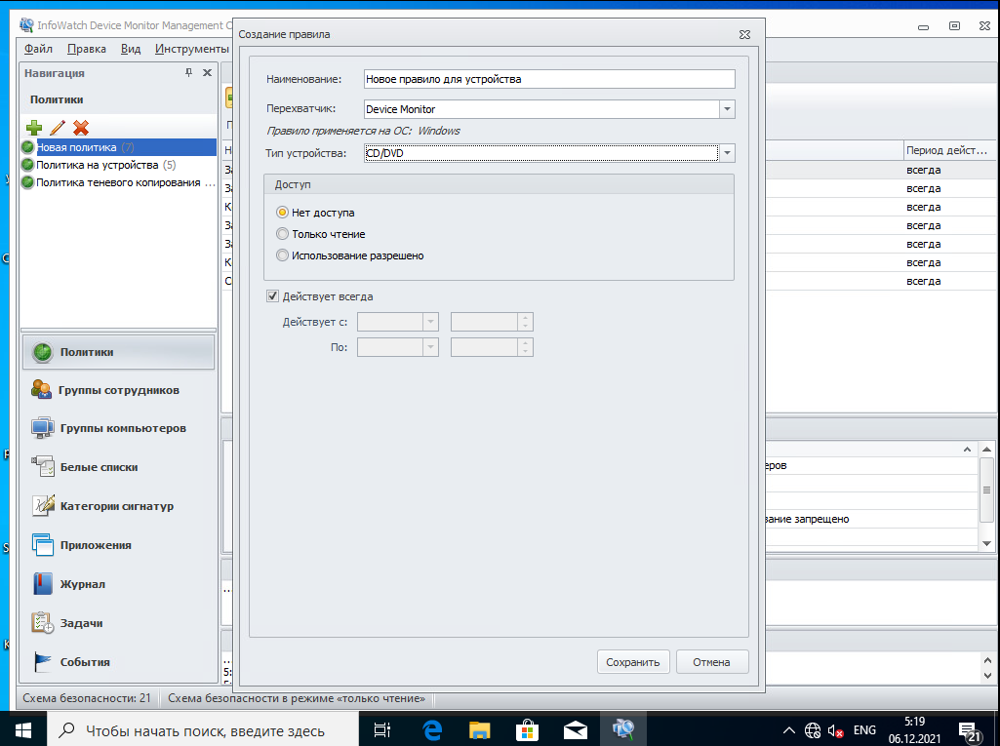 InfoWatch Device Monitor Management C
Файл Правка Вид Инструменты
Навигация
Политики
Новая политика (7)
Политика на устройства (5)
Политика теневого копирования ...
Политики
Группы сотрудников
Группы компьютеров
Белые списки
Категории сигнатур
Приложения
Журнал
Задачи
События
Создание правила
Наименование: Новое правило для устройства
Перехватчик: Device Monitor
Правило применяется на ОС: Windows
Тип устройства: CD/DVD
Доступ
Нет доступа
Только чтение
Использование разрешено
Действует всегда
Действует с:
По:
Сохранить Отмена
Период дейст...
всегда
всегда
всегда
всегда
всегда
всегда
всегда
еров
вание запрещено
Схема безопасности: 21 Схема безопасности в режиме «только чтение»
Чтобы начать поиск, введите здесь
ENG
5:19
06.12.2021
21